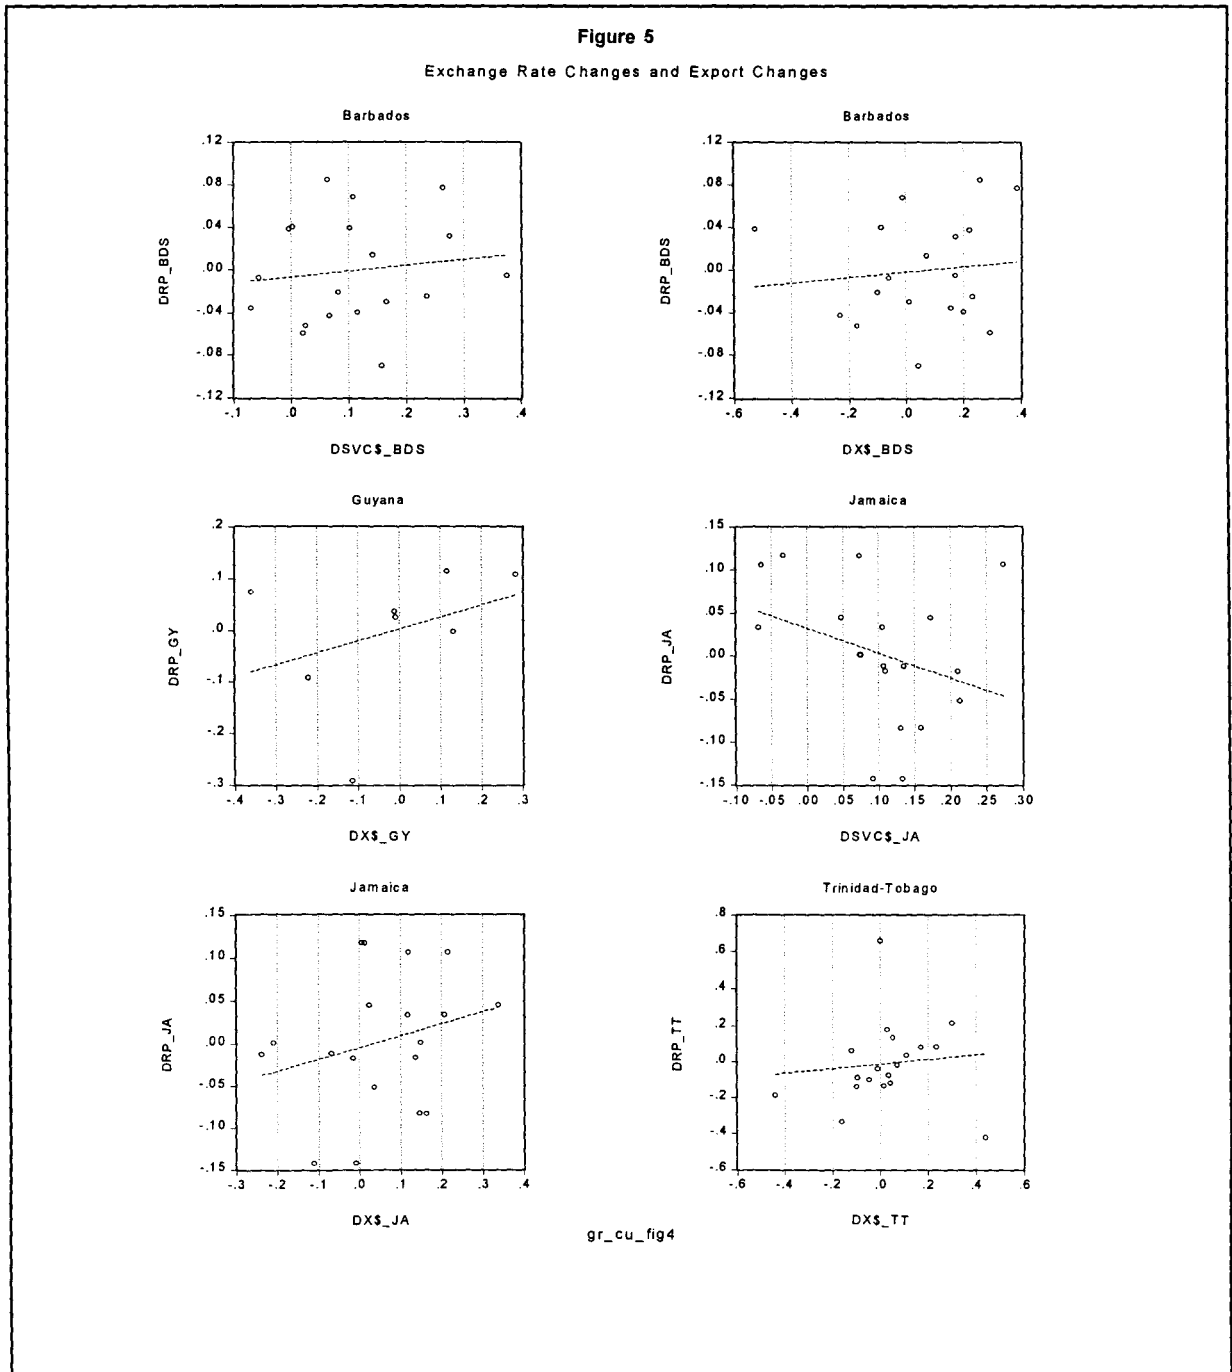 Figure 5
Exchange Rate Changes and Export Changes
Barbados
.12
.08
.04
.00
-.04
-.08
-.12
DRP_BDS
-.1 .0 .1 .2 .3 .4
DSVC$_BDS
Barbados
.12
.08
.04
.00
-.04
-.08
-.12
DRP_BDS
-.6 -.4 -.2 .0 .2 .4
DX$_BDS
Guyana
.2
.1
.0
-.1
-.2
-.3
DRP_GY
-.4 -.3 -.2 -.1 .0 .1 .2 .3
DX$_GY
Jamaica
.15
.10
.05
.00
-.05
-.10
-.15
DRP_JA
-.10 -.05 .00 .05 .10 .15 .20 .25 .30
DSVC$_JA
Jamaica
.15
.10
.05
.00
-.05
-.10
-.15
DRP_JA
-.3 -.2 -.1 .0 .1 .2 .3 .4
DX$_JA
Trinidad-Tobago
.8
.6
.4
.2
.0
-.2
-.4
-.6
DRP_TT
-.6 -.4 -.2 .0 .2 .4 .6
DX$_TT
gr_cu_fig4